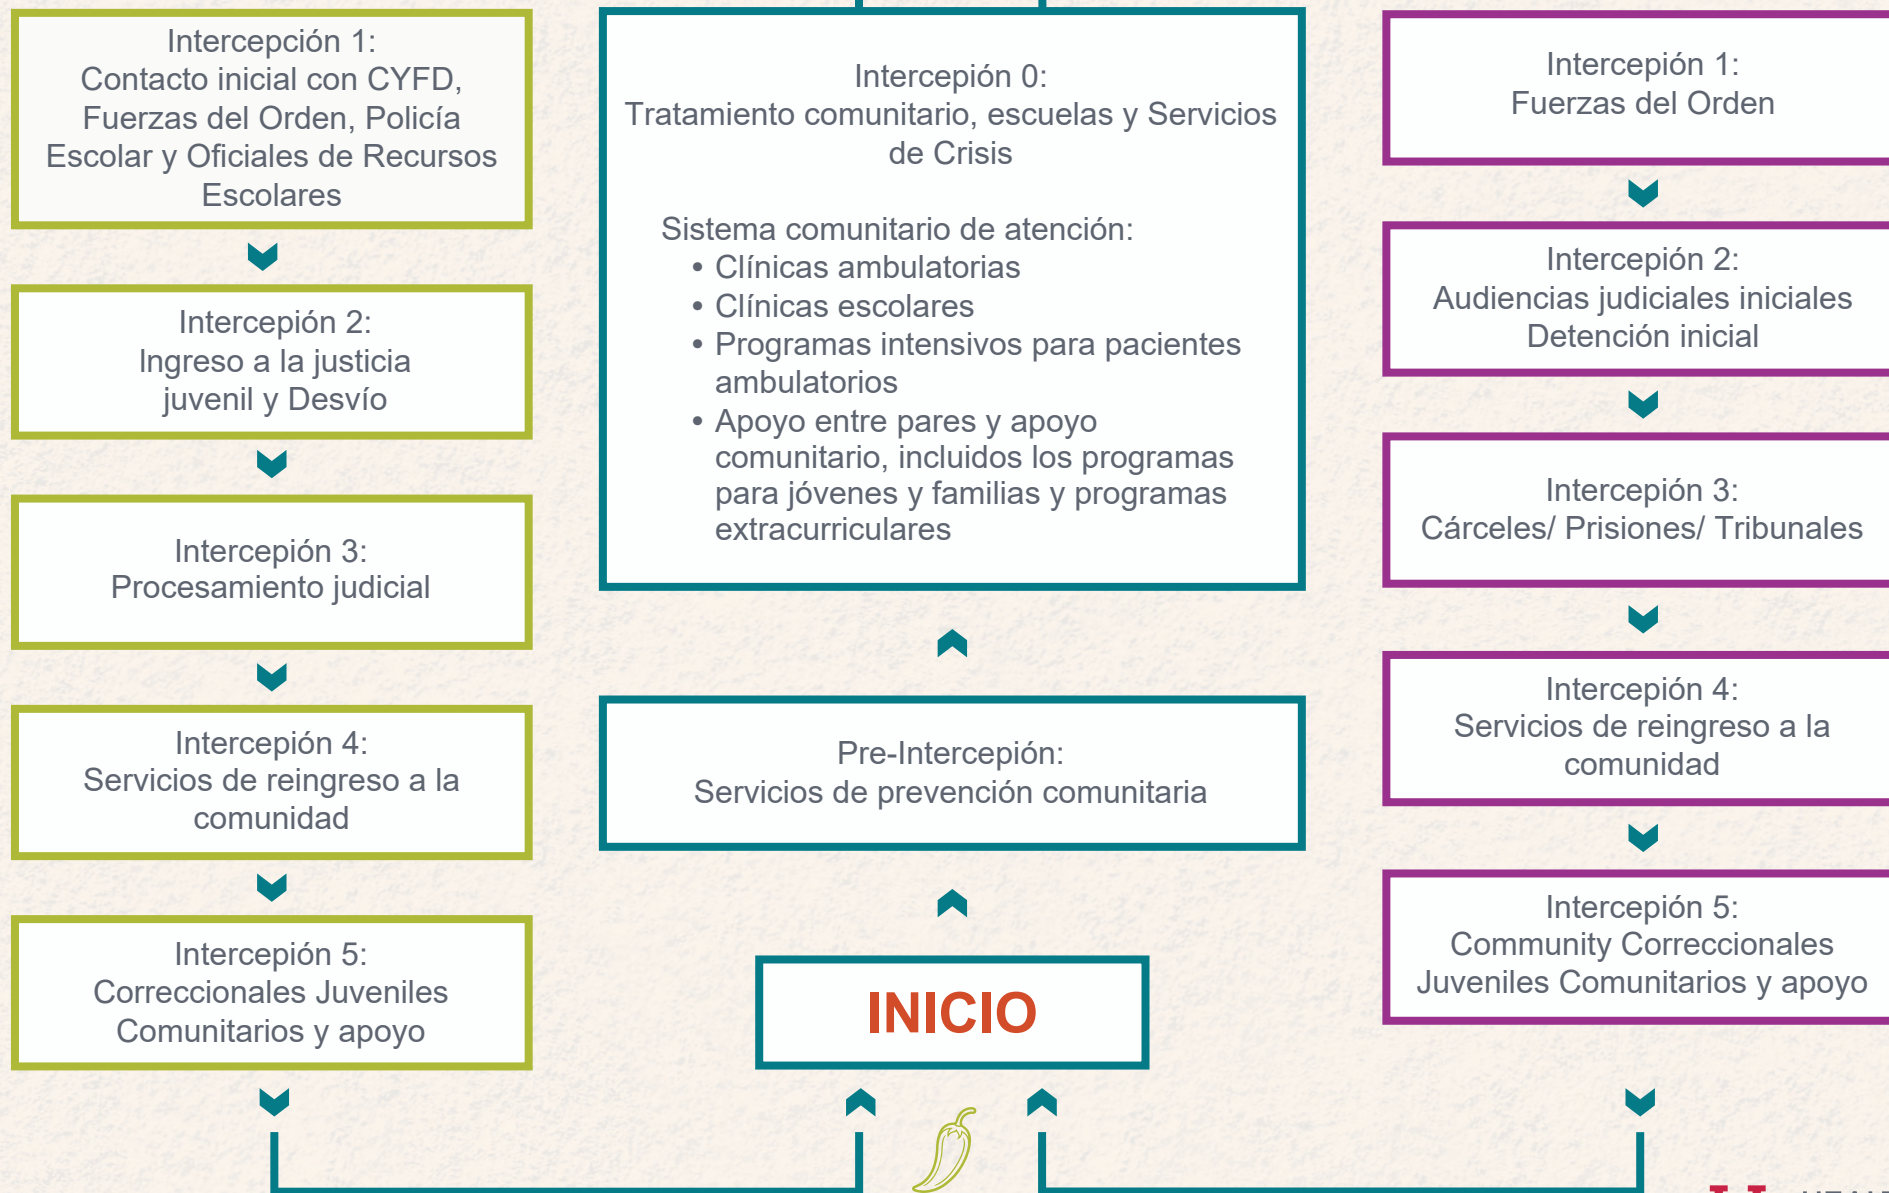 Intercepción 1:
Contacto inicial con CYFD,
Fuerzas del Orden, Policía
Escolar y Oficiales de Recursos
Escolares
Intercepión 2:
Ingreso a la justicia
juvenil y Desvío
Intercepión 3:
Procesamiento judicial
Intercepión 4:
Servicios de reingreso a la
comunidad
Intercepión 5:
Correccionales Juveniles
Comunitarios y apoyo
Intercepión 0:
Tratamiento comunitario, escuelas y Servicios
de Crisis
Sistema comunitario de atención:
• Clínicas ambulatorias
• Clínicas escolares
• Programas intensivos para pacientes
ambulatorios
• Apoyo entre pares y apoyo
comunitario, incluidos los programas
para jóvenes y familias y programas
extracurriculares
Pre-Intercepión:
Servicios de prevención comunitaria
INICIO
Intercepión 1:
Fuerzas del Orden
Intercepión 2:
Audiencias judiciales iniciales
Detención inicial
Intercepión 3:
Cárceles/ Prisiones/ Tribunales
Intercepión 4:
Servicios de reingreso a la
comunidad
Intercepión 5:
Community Correccionales
Juveniles Comunitarios y apoyo